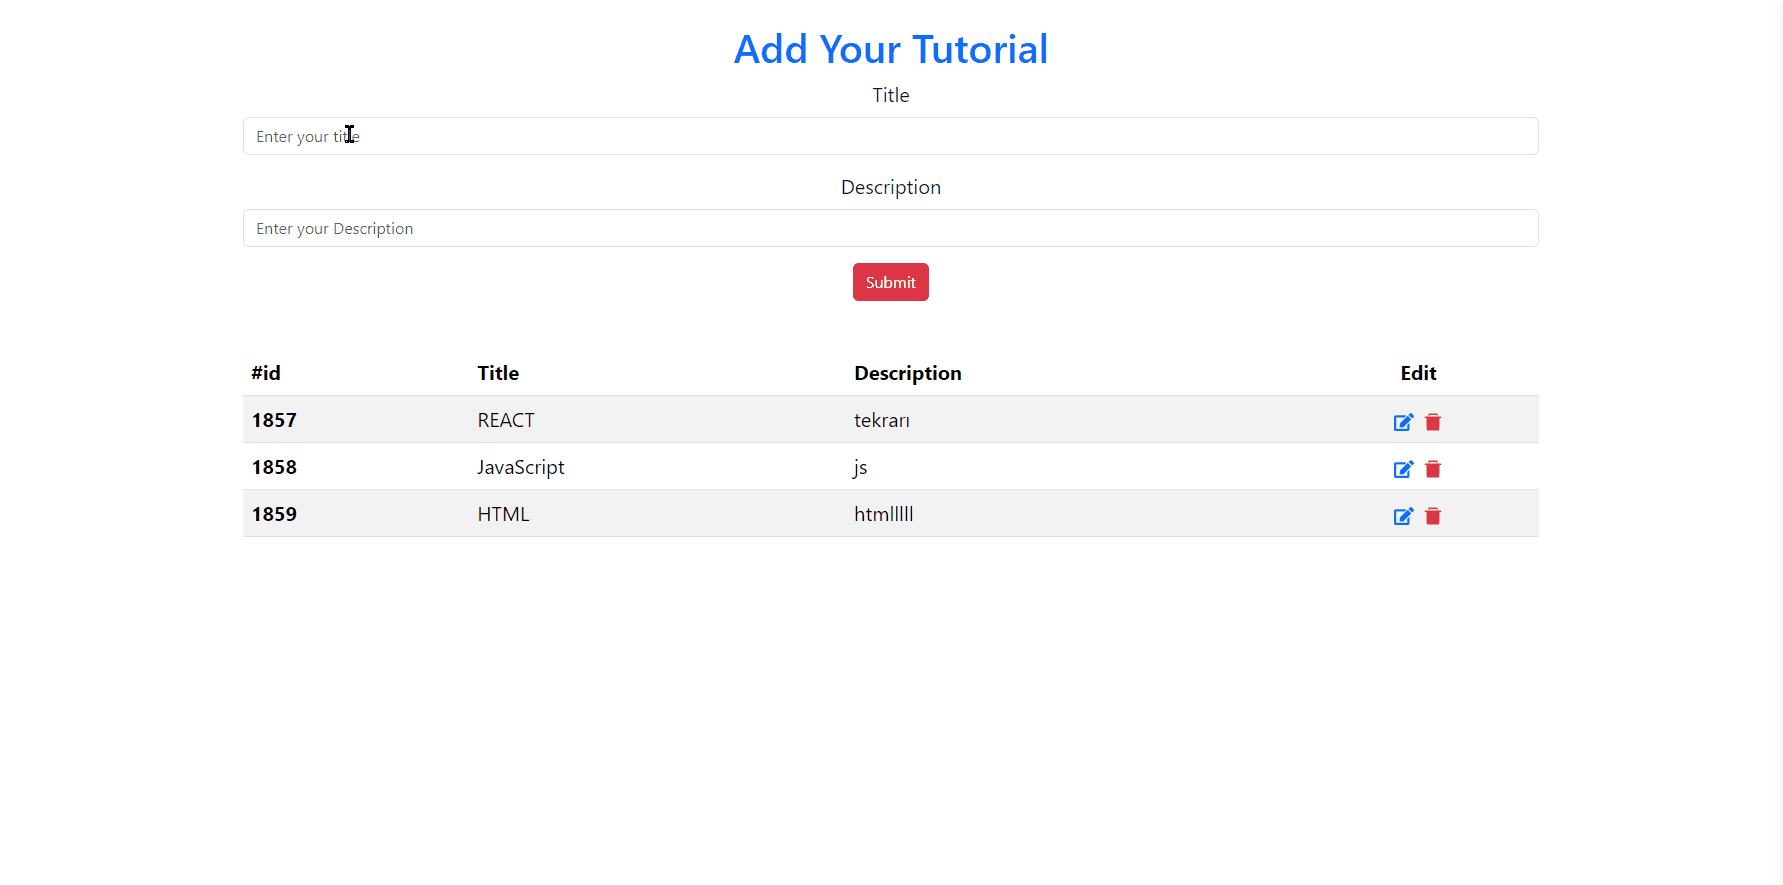 Add Your Tutorial
Title
Enter your title
Description
Enter your Description
Submit
#id Title Description Edit
1857 REACT tekrarı
1858 JavaScript js
1859 HTML htmlllll